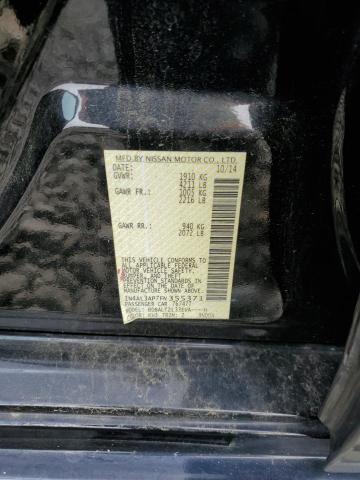 MFD.BY NISSAN MOTOR CO., LTD.
DATE: 10/14
GVWR: 1910 KG
4211 LB
GAWR FR: 1005 KG
2216 LB
GAWR RR: 940 KG
2072 LB
THIS VEHICLE CONFORMS TO
ALL APPLICABLE FEDERAL
MOTOR VEHICLE SAFETY,
BUMPER, AND THEFT
PREVENTION STANDARDS
IN EFFECT ON THE DATE OF
MANUFACTURE SHOWN ABOVE.
1N4AL3AP7FN355371
PASSENGER CAR
MODEL:
TRIM: